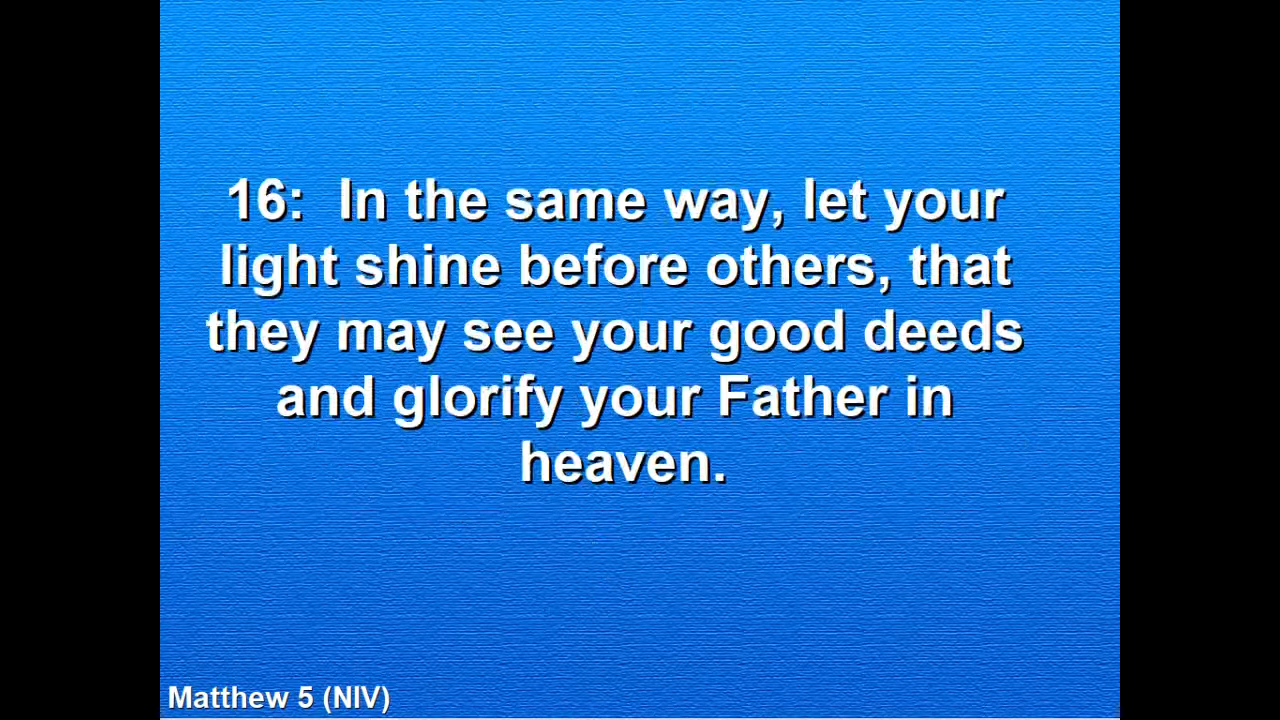 16:  In the same way, let your
light shine before others, that
they may see your good deeds
and glorify your Father in
heaven.
Matthew 5 (NIV)